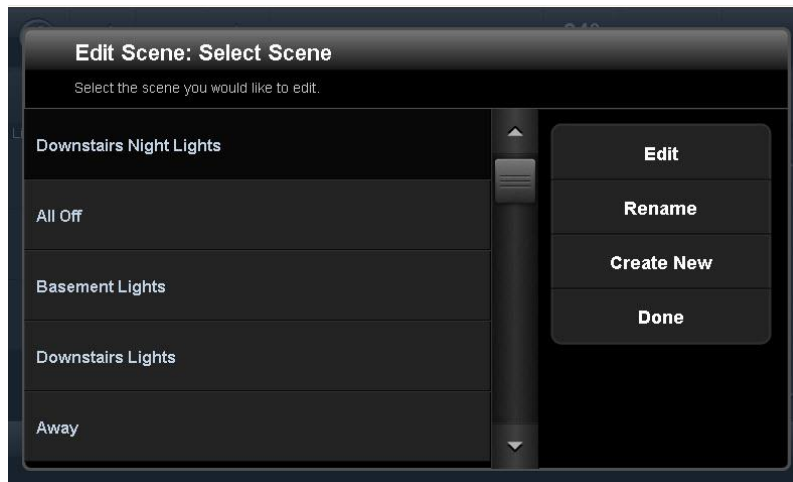 Edit Scene: Select Scene
Select the scene you would like to edit.
Downstairs Night Lights
All Off
Basement Lights
Downstairs Lights
Away
Edit
Rename
Create New
Done